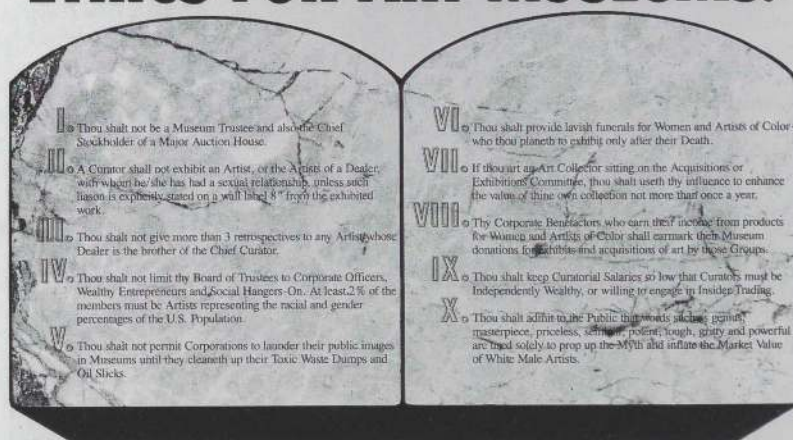 ETHICS FOR ART MUSEUMS.
I. Thou shalt not be a Museum Trustee and also the Chief
Stockholder of a Major Auction House.
II. A Curator shall not exhibit an Artist, or the Artists of a Dealer,
with whom he/she has had a sexual relationship, unless such
liason is explicitly stated on a wall label 8" from the exhibited
work.
III. Thou shalt not give more than 3 retrospectives to any Artist whose
Dealer is the brother of the Chief Curator.
IV. Thou shalt not limit thy Board of Trustees to Corporate Officers,
Wealthy Entrepreneurs and Social Hangers-On. At least 2% of the
members must be Artists representing the racial and gender
percentages of the U.S. Population.
V. Thou shalt not permit Corporations to launder their public images
in Museums until they cleaneth up their Toxic Waste Dumps and
Oil Slicks.
VI. Thou shalt provide lavish funerals for Women and Artists of Color
who thou planeth to exhibit only after their Death.
VII. If thou art an Art Collector sitting on the Acquisitions or
Exhibitions Committee, thou shalt useth thy influence to enhance
the value of thine own collection not more than once a year.
VIII. Thy Corporate Benefactors who earn their income from products
for Women and Artists of Color shall earmark their Museum
donations for exhibits and acquisitions of art by those Groups.
IX. Thou shalt keep Curatorial Salaries so low that Curators must be
Independently Wealthy, or willing to engage in Insider Trading.
X. Thou shalt admit to the Public that words such as genius,
masterpiece, priceless, seminal, potent, tough, gritty and powerful
are used solely to prop up the Myth and inflate the Market Value
of White Male Artists.